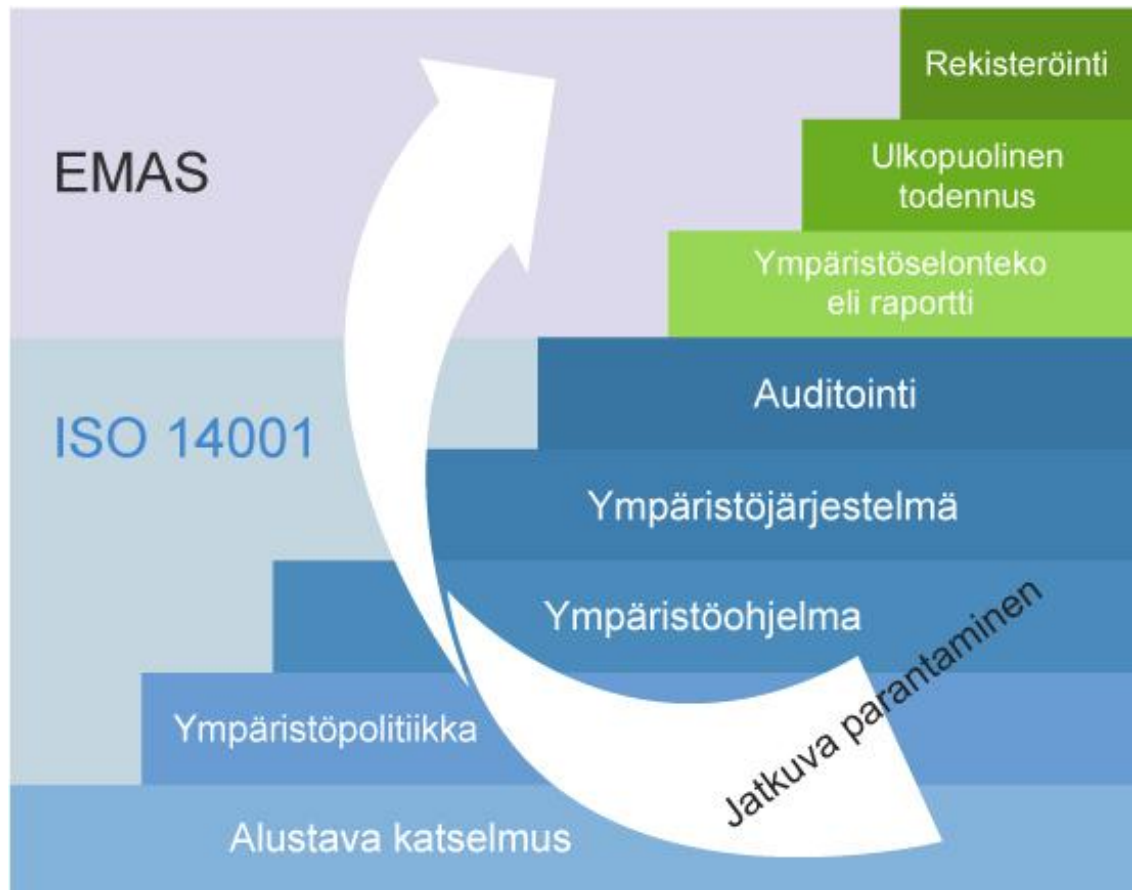 Rekisteröinti
EMAS
Ulkopuolinen
todennus
Ympäristöselonteko
eli raportti
Auditointi
ISO 14001
Ympäristöjärjestelmä
Ympäristöohjelma
Jatkuva parantaminen
Ympäristöpolitiikka
Alustava katselmus